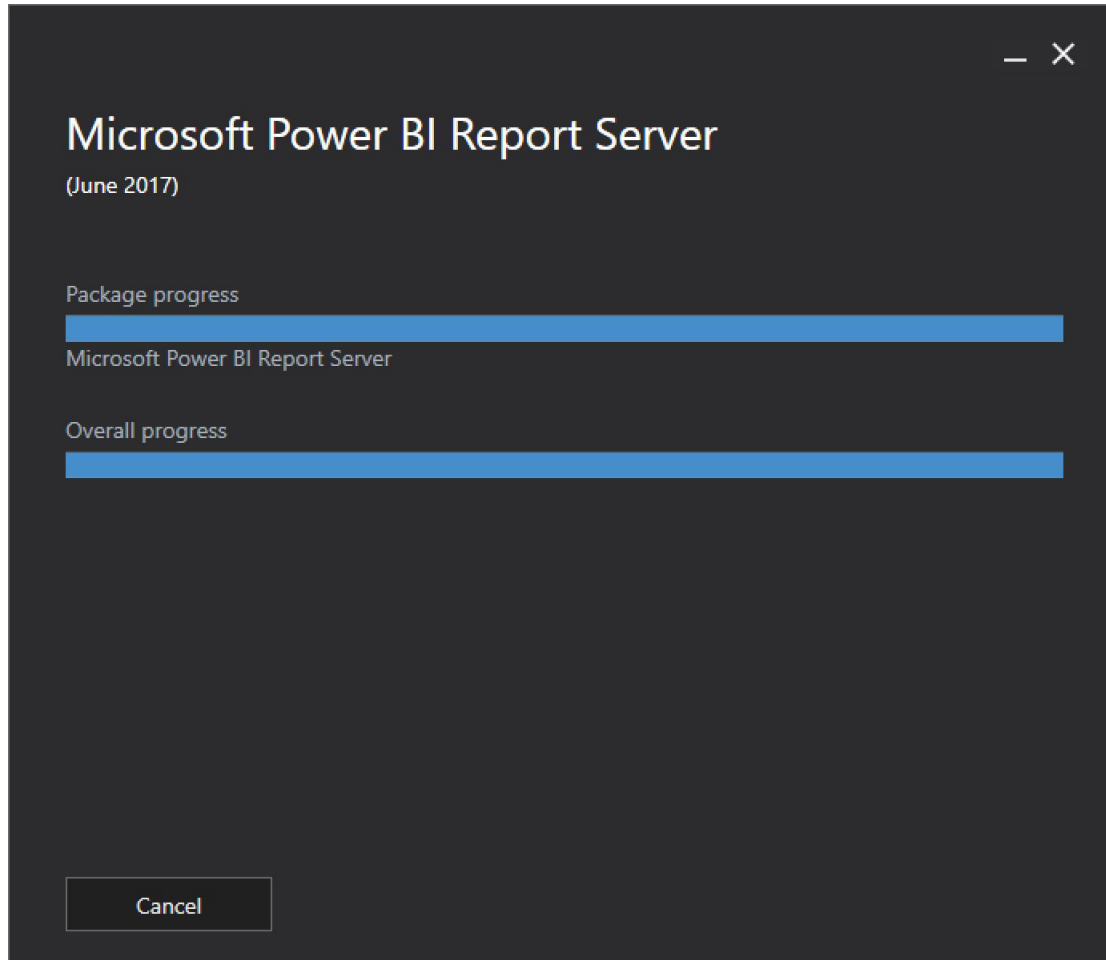 Microsoft Power BI Report Server
(June 2017)
Package progress
Microsoft Power BI Report Server
Overall progress
Cancel